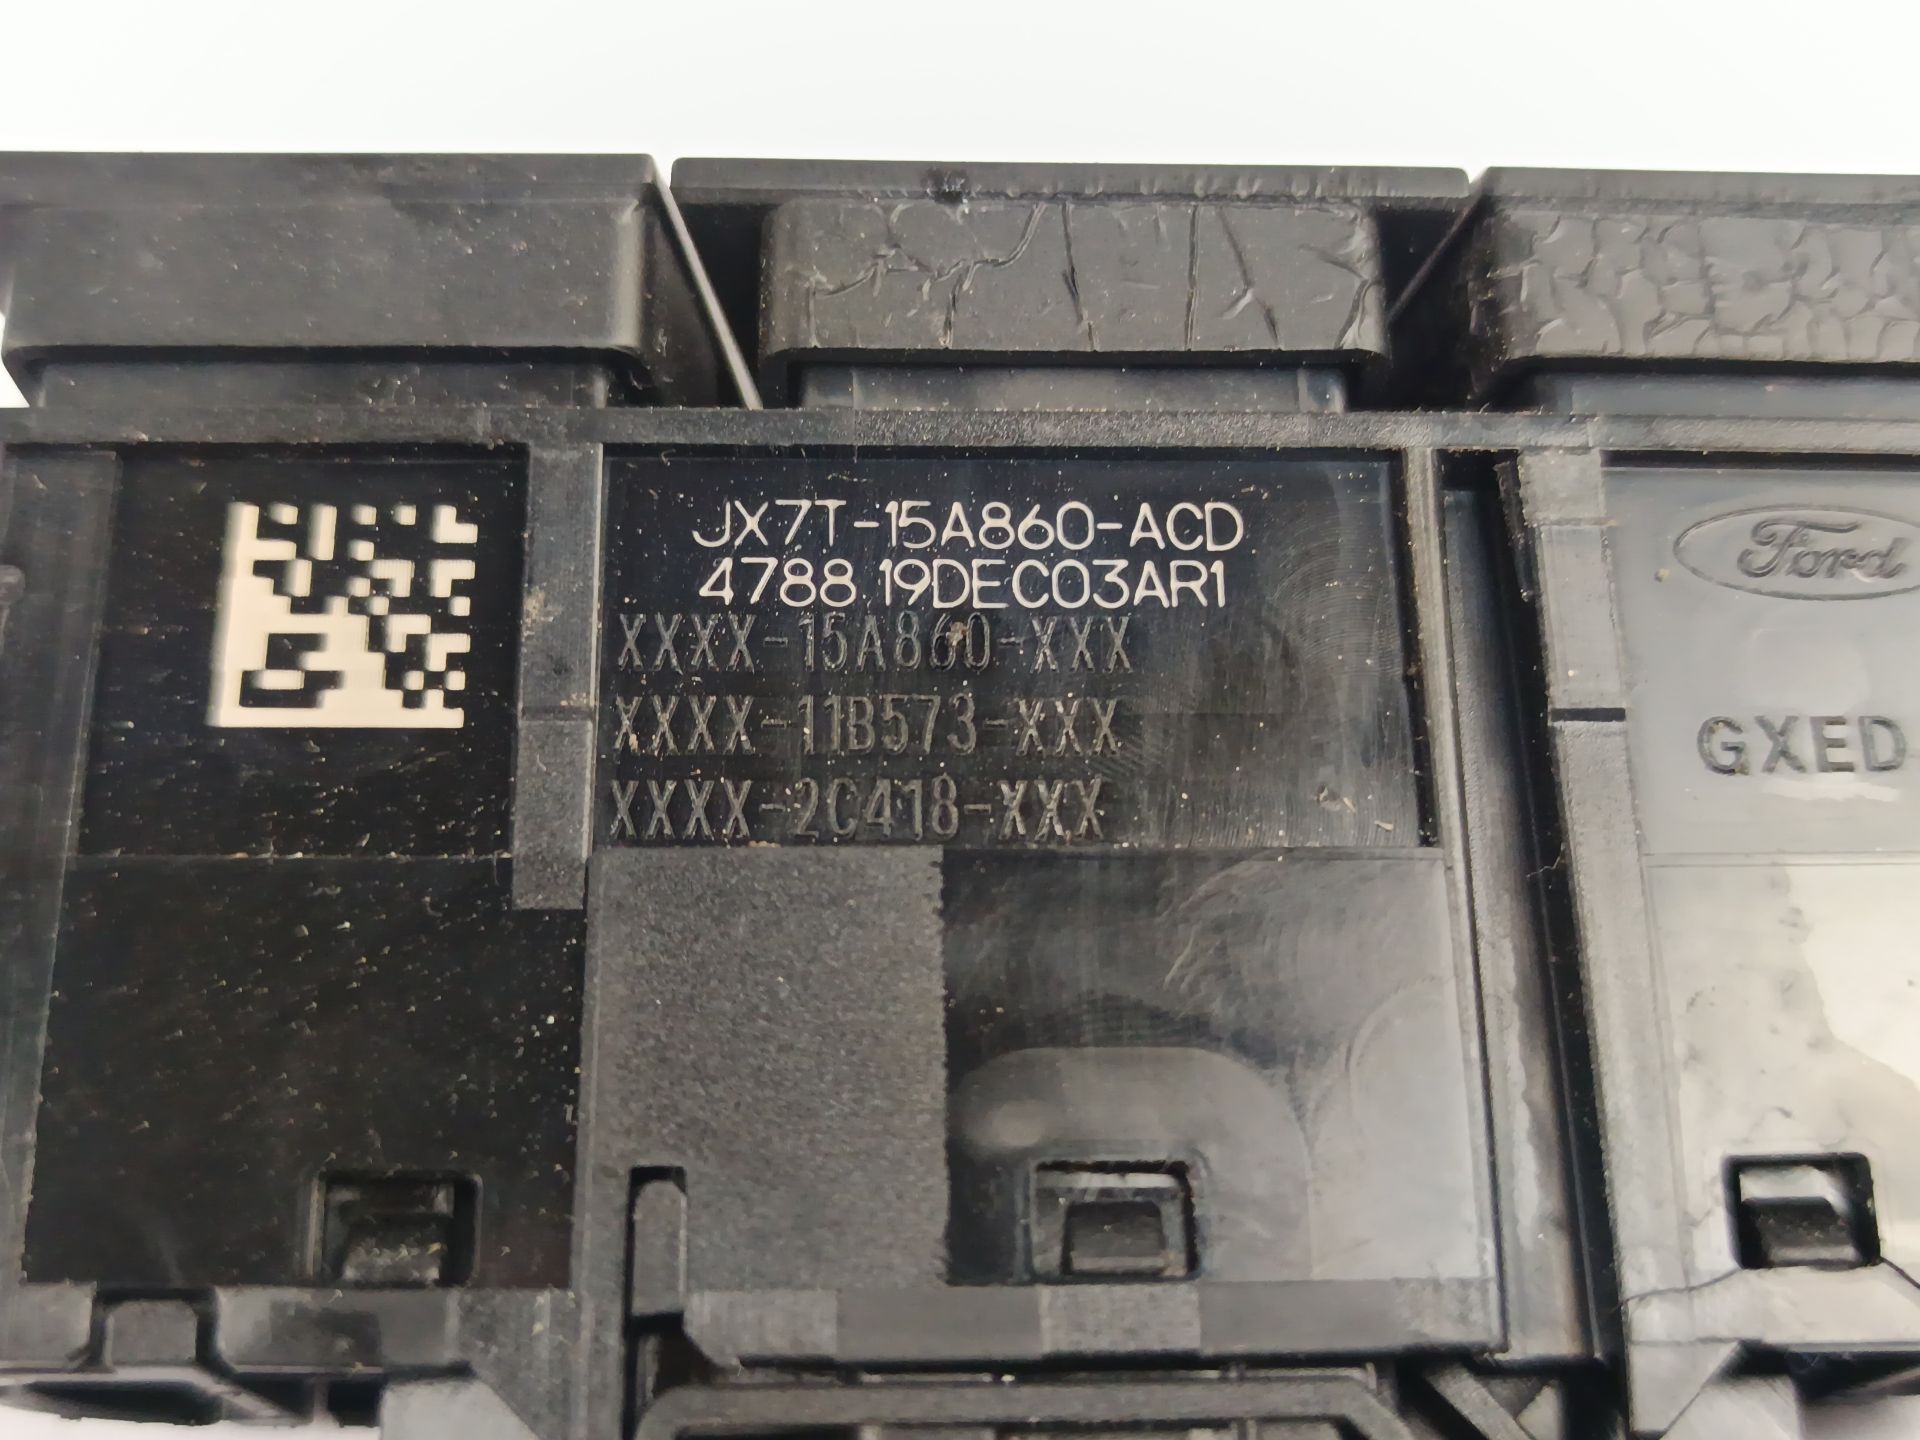 JX7T-15A860-ACD
4788 19DEC03AR1
XXXX-15A860-XXX
XXXX-11B573-XXX
XXXX-2C418-XXX
Ford
GXED